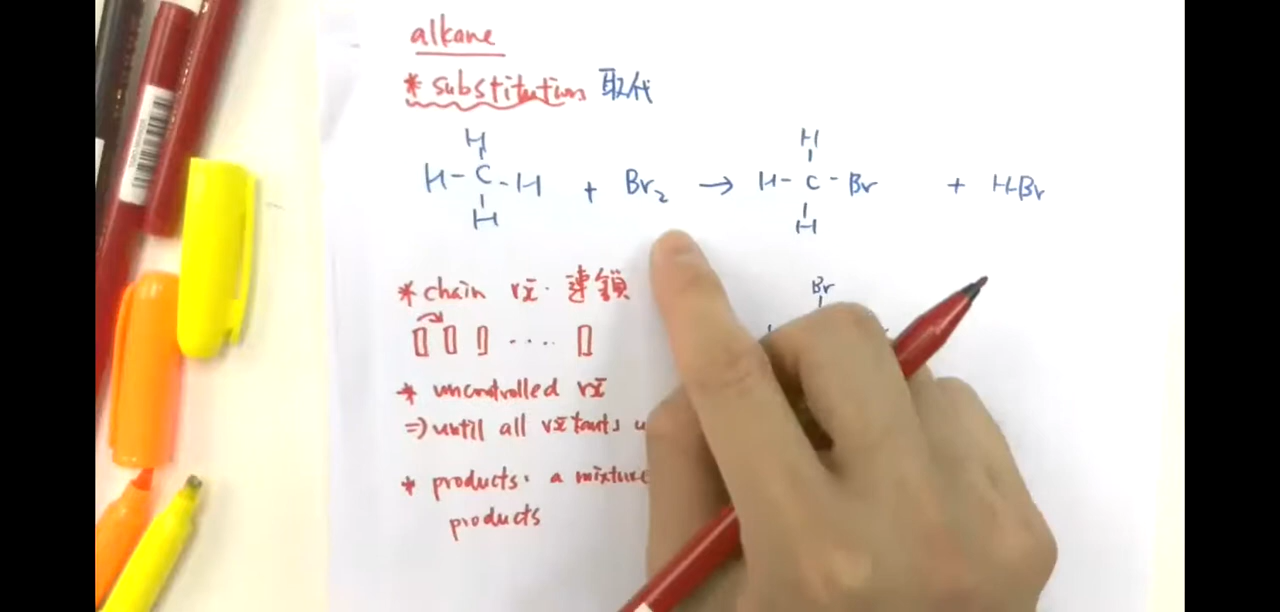 alkane
* substitution 取代
H
H-C-H + Br2 → H-C-Br + H-Br
H
H
H
* chain rx. 連鎖
Br
....
* uncontrolled rx
⇒ until all rxtants
* products: a mixture
products